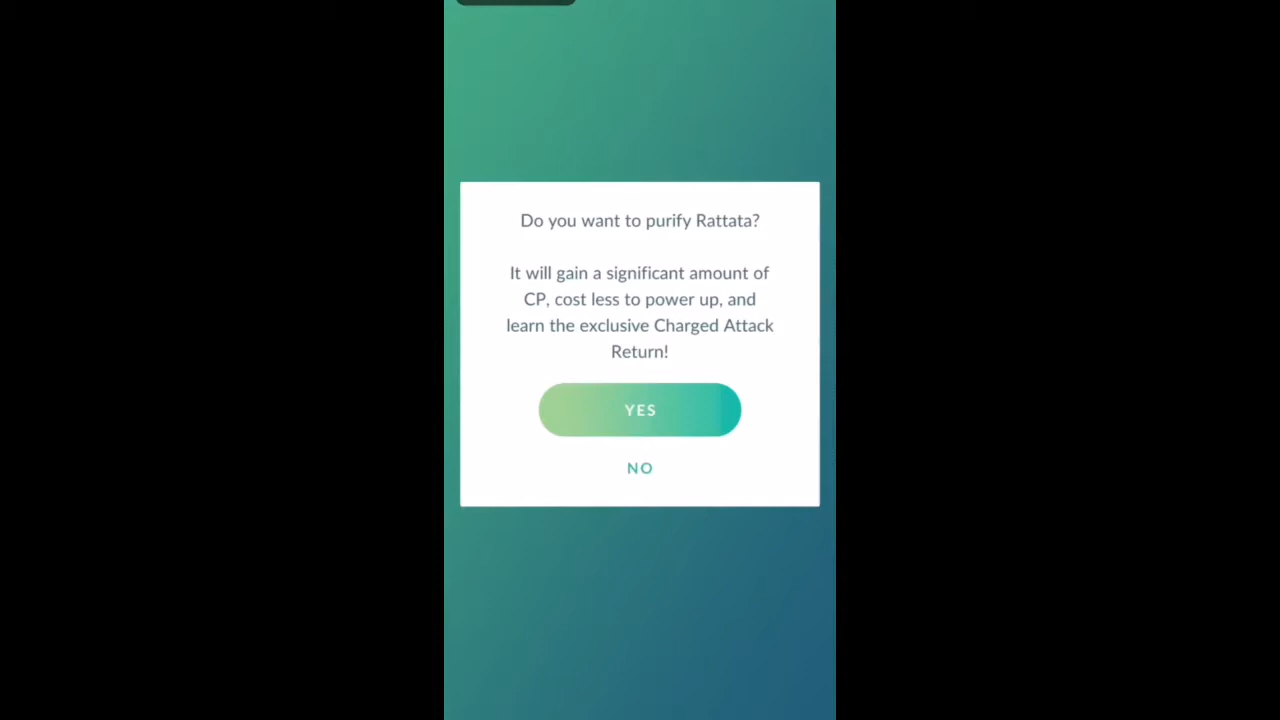 Do you want to purify Rattata?
It will gain a significant amount of
CP, cost less to power up, and
learn the exclusive Charged Attack
Return!
YES
NO